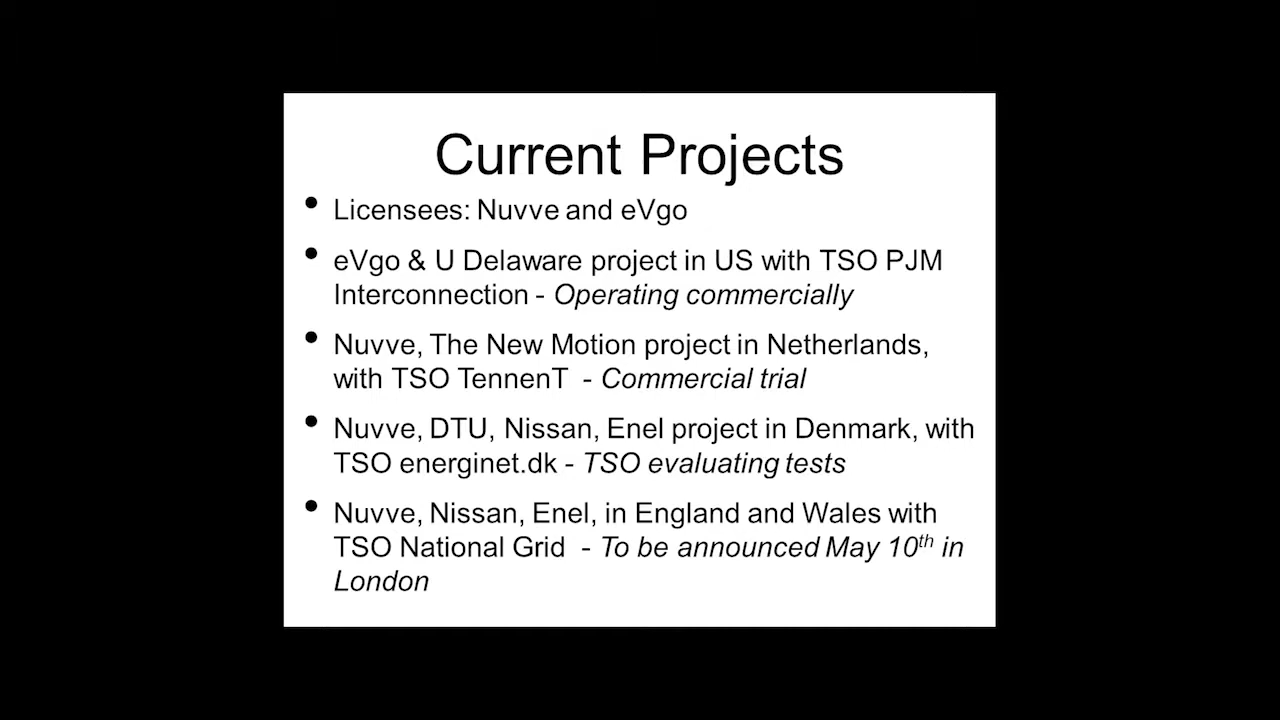 Current Projects
• Licensees: Nuvve and eVgo
• eVgo & U Delaware project in US with TSO PJM
Interconnection - Operating commercially
• Nuvve, The New Motion project in Netherlands,
with TSO TennenT - Commercial trial
• Nuvve, DTU, Nissan, Enel project in Denmark, with
TSO energinet.dk - TSO evaluating tests
• Nuvve, Nissan, Enel, in England and Wales with
TSO National Grid - To be announced May 10th in
London